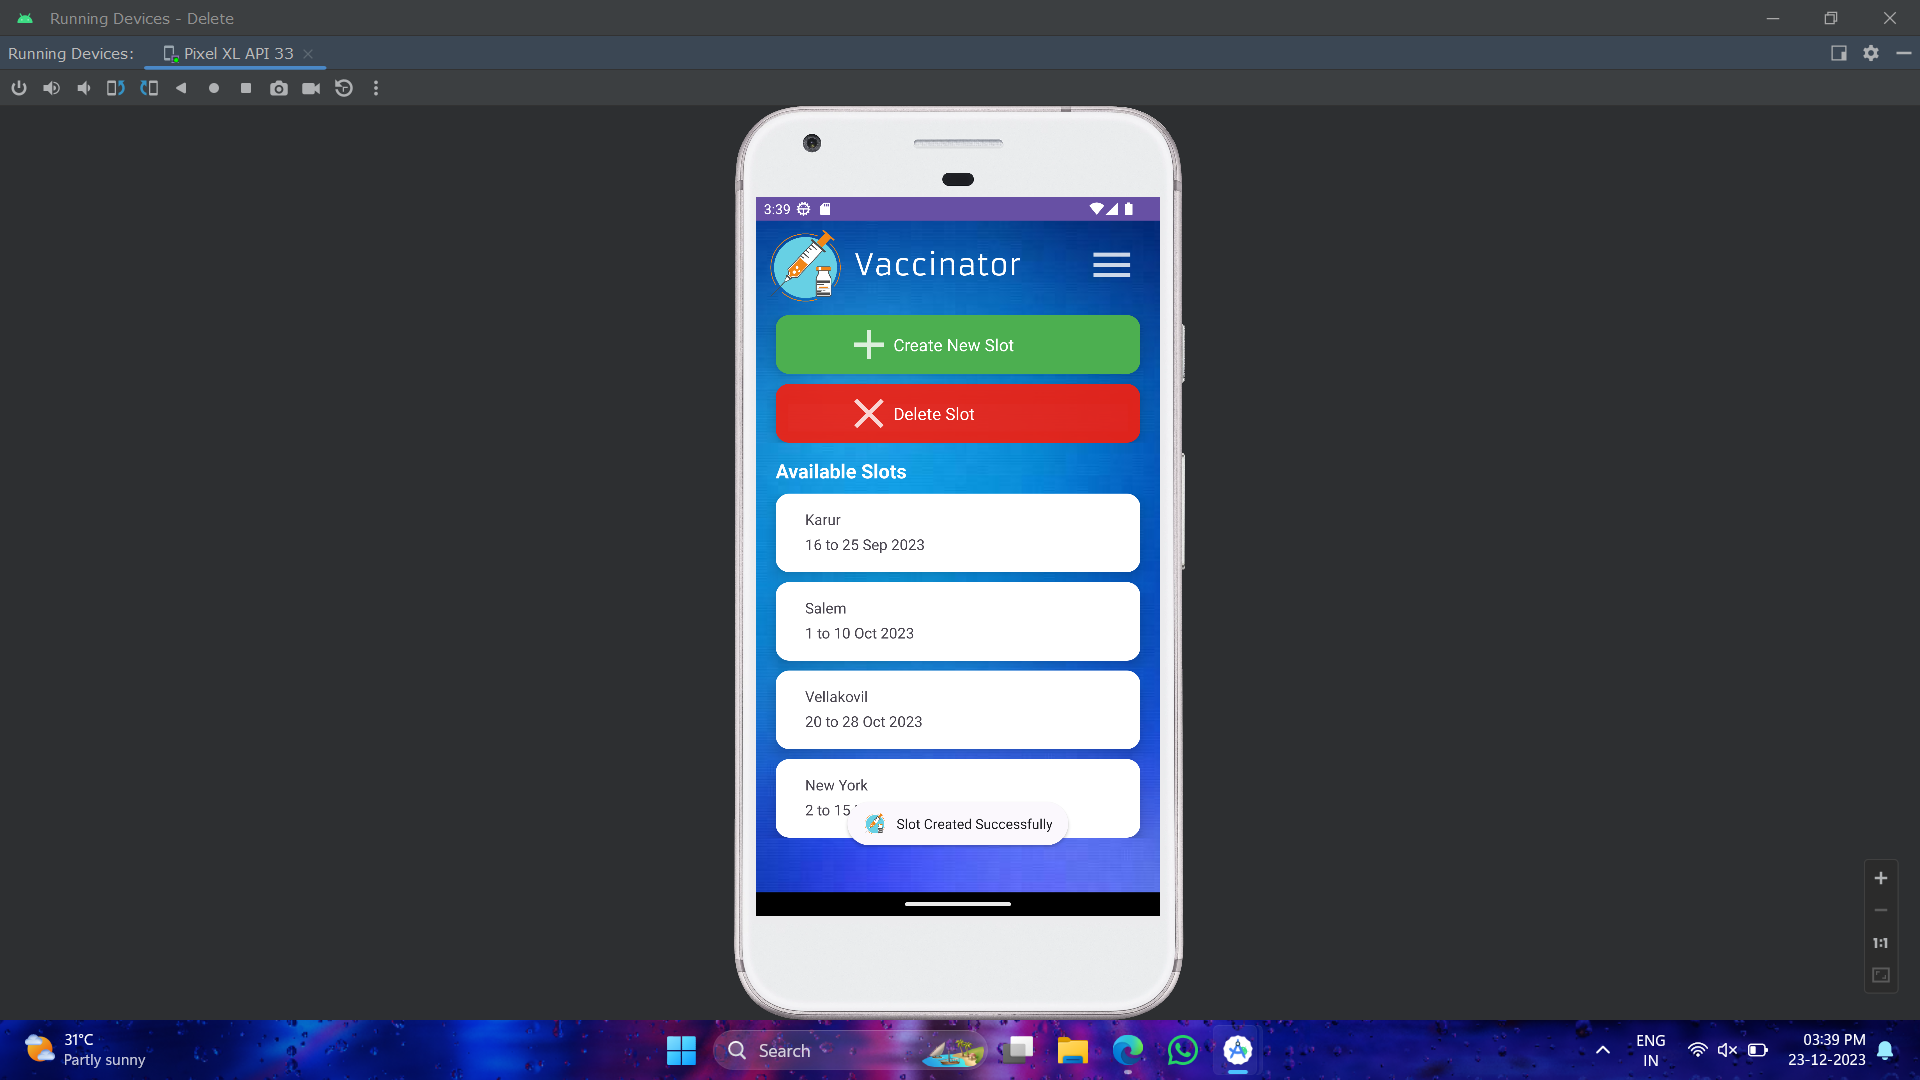 Running Devices - Delete
Running Devices: Pixel XL API 33
3:39
Vaccinator
Create New Slot
Delete Slot
Available Slots
Karur
16 to 25 Sep 2023
Salem
1 to 10 Oct 2023
Vellakovil
20 to 28 Oct 2023
New York
2 to 15
Slot Created Successfully
1:1
31°C
Partly sunny
Search
ENG
IN
03:39 PM
23-12-2023